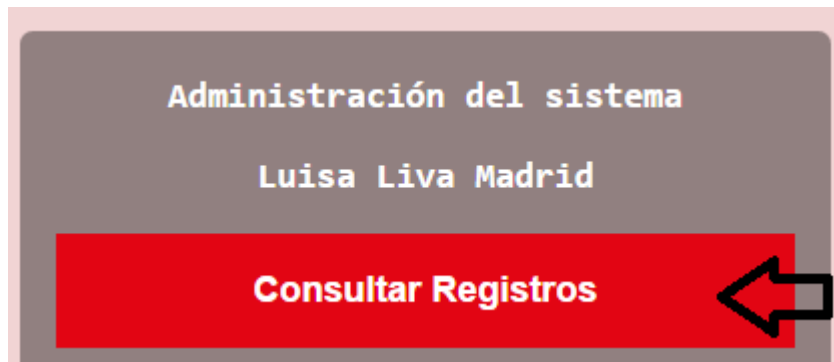 Administración del sistema
Luisa Liva Madrid
Consultar Registros